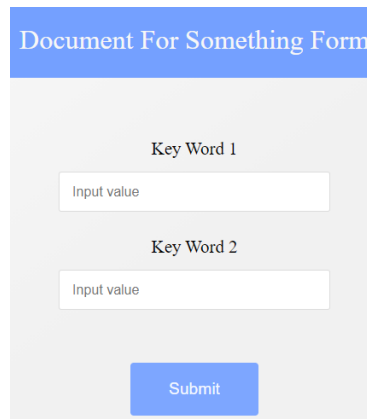 Document For Something Form
Key Word 1
Input value
Key Word 2
Input value
Submit